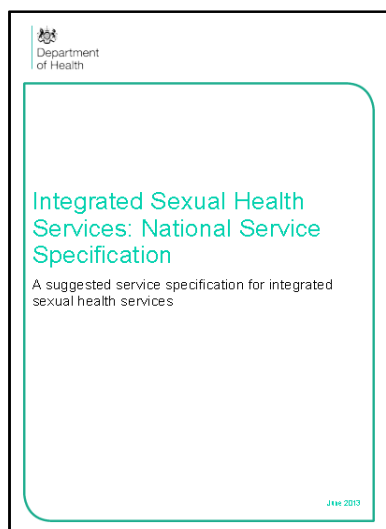 Department
of Health
Integrated Sexual Health
Services: National Service
Specification
A suggested service specification for integrated
sexual health services
June 2013